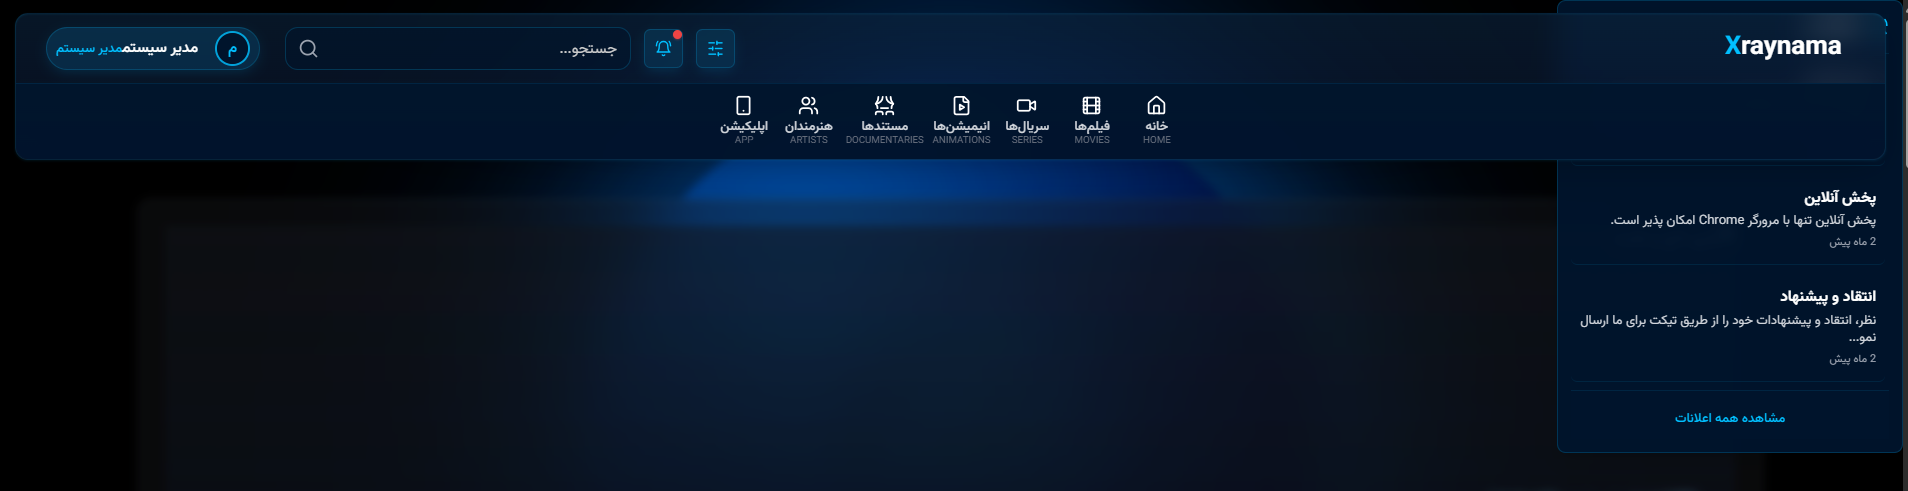 Xraynama
جستجو...
م
مدیر سیستم
مدیر سیستم
خانه
HOME
فیلم‌ها
MOVIES
سریال‌ها
SERIES
انیمیشن‌ها
ANIMATIONS
مستندها
DOCUMENTARIES
هنرمندان
ARTISTS
اپلیکیشن
APP
پخش آنلاین
پخش آنلاین تنها با مرورگر Chrome امکان پذیر است.
2 ماه پیش
انتقاد و پیشنهاد
نظر، انتقاد و پیشنهادات خود را از طریق تیکت برای ما ارسال
نمو...
2 ماه پیش
مشاهده همه اعلانات